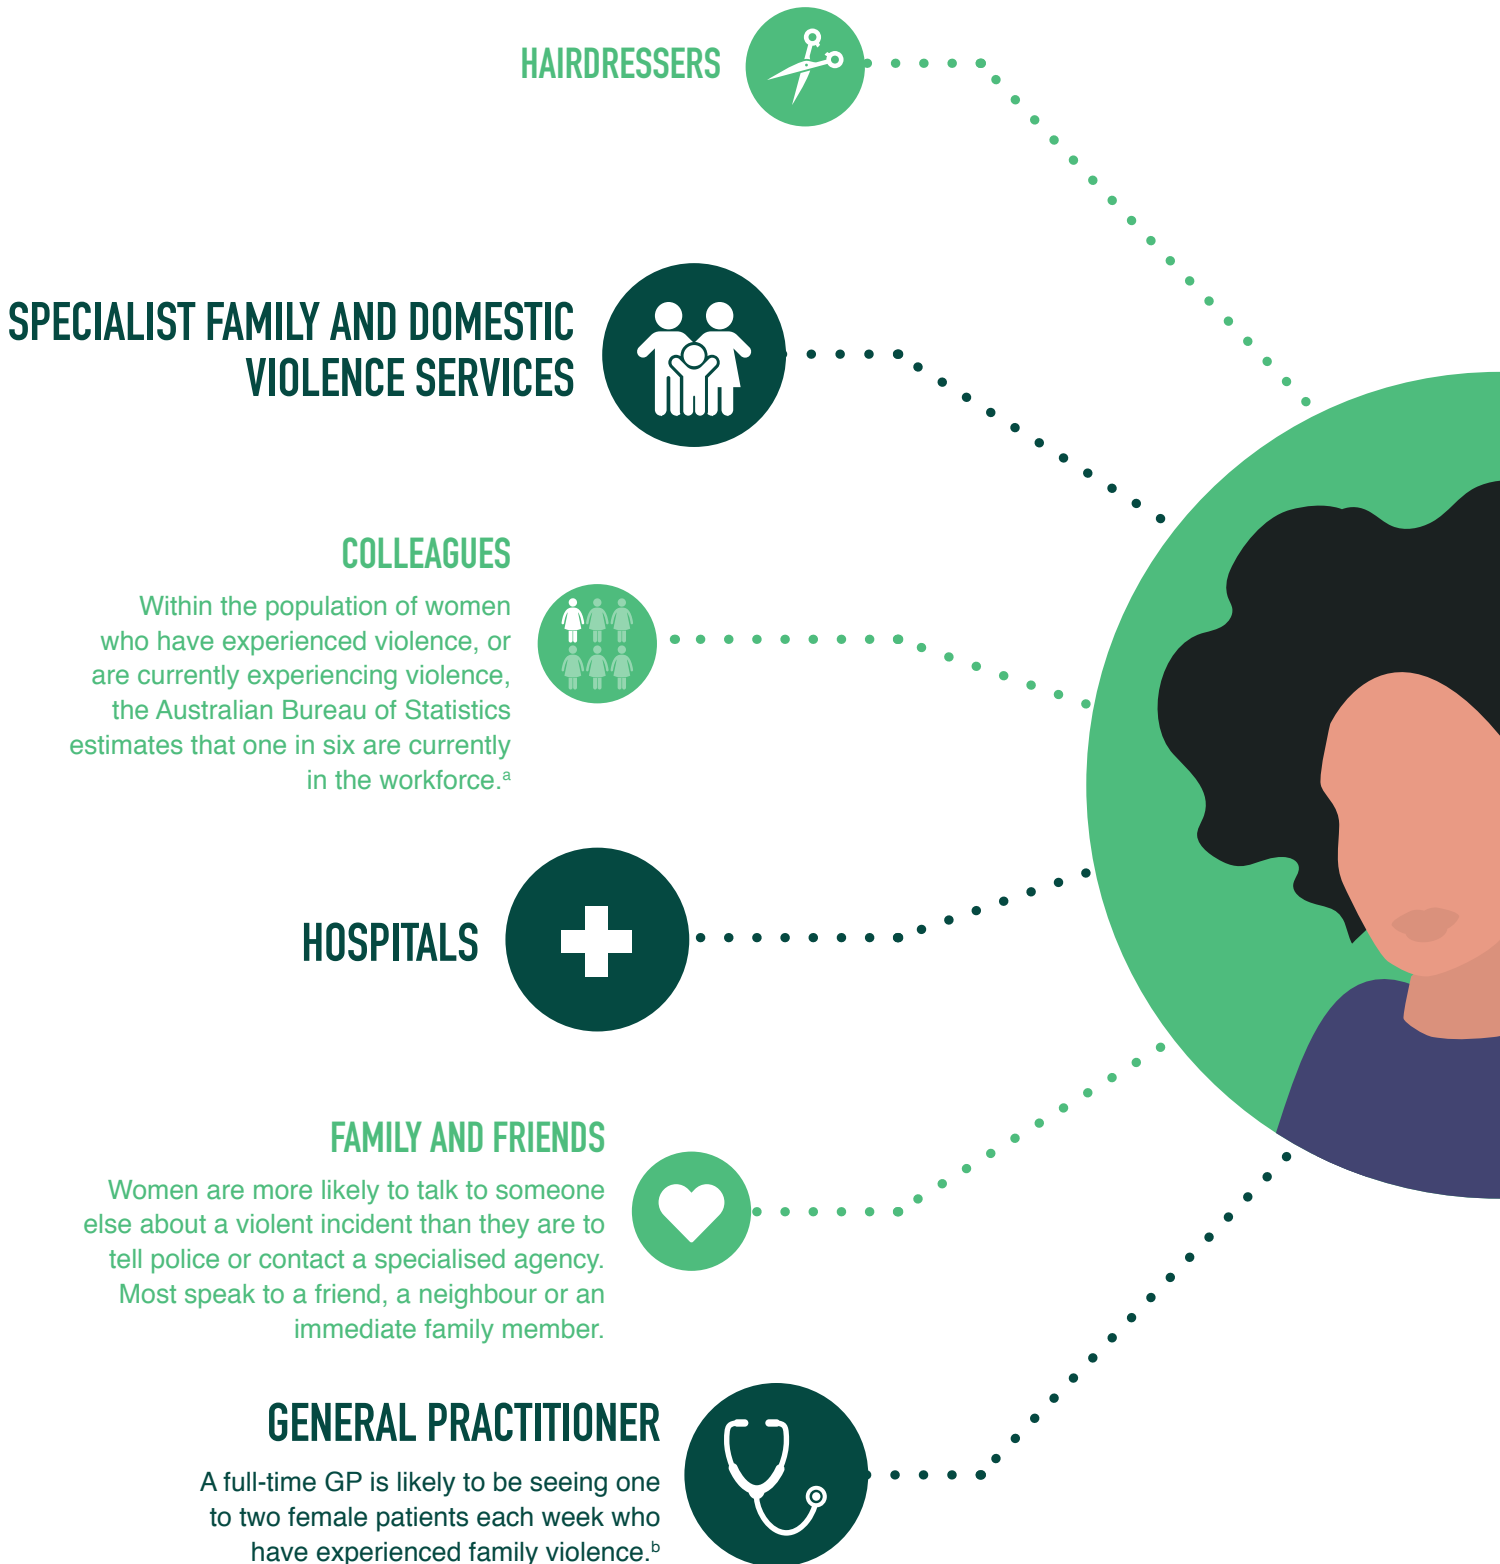 HAIRDRESSERS
SPECIALIST FAMILY AND DOMESTIC
VIOLENCE SERVICES
COLLEAGUES
Within the population of women
who have experienced violence, or
are currently experiencing violence,
the Australian Bureau of Statistics
estimates that one in six are currently
in the workforce.ᵃ
HOSPITALS
FAMILY AND FRIENDS
Women are more likely to talk to someone
else about a violent incident than they are to
tell police or contact a specialised agency.
Most speak to a friend, a neighbour or an
immediate family member.
GENERAL PRACTITIONER
A full-time GP is likely to be seeing one
to two female patients each week who
have experienced family violence.ᵇ